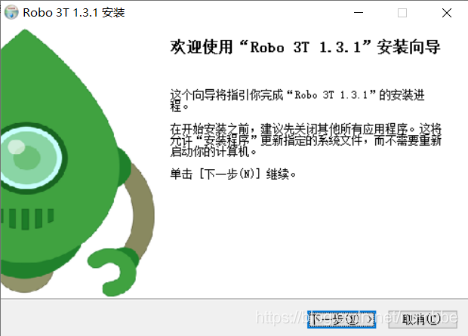 Robo 3T 1.3.1 安装
欢迎使用“Robo 3T 1.3.1”安装向导
这个向导将指引你完成“Robo 3T 1.3.1”的安装进
程。
在开始安装之前，建议先关闭其他所有应用程序。这将
允许“安装程序”更新指定的系统文件，而不需要重新
启动你的计算机。
单击 [下一步(N)] 继续。
下一步(N) >
取消(C)